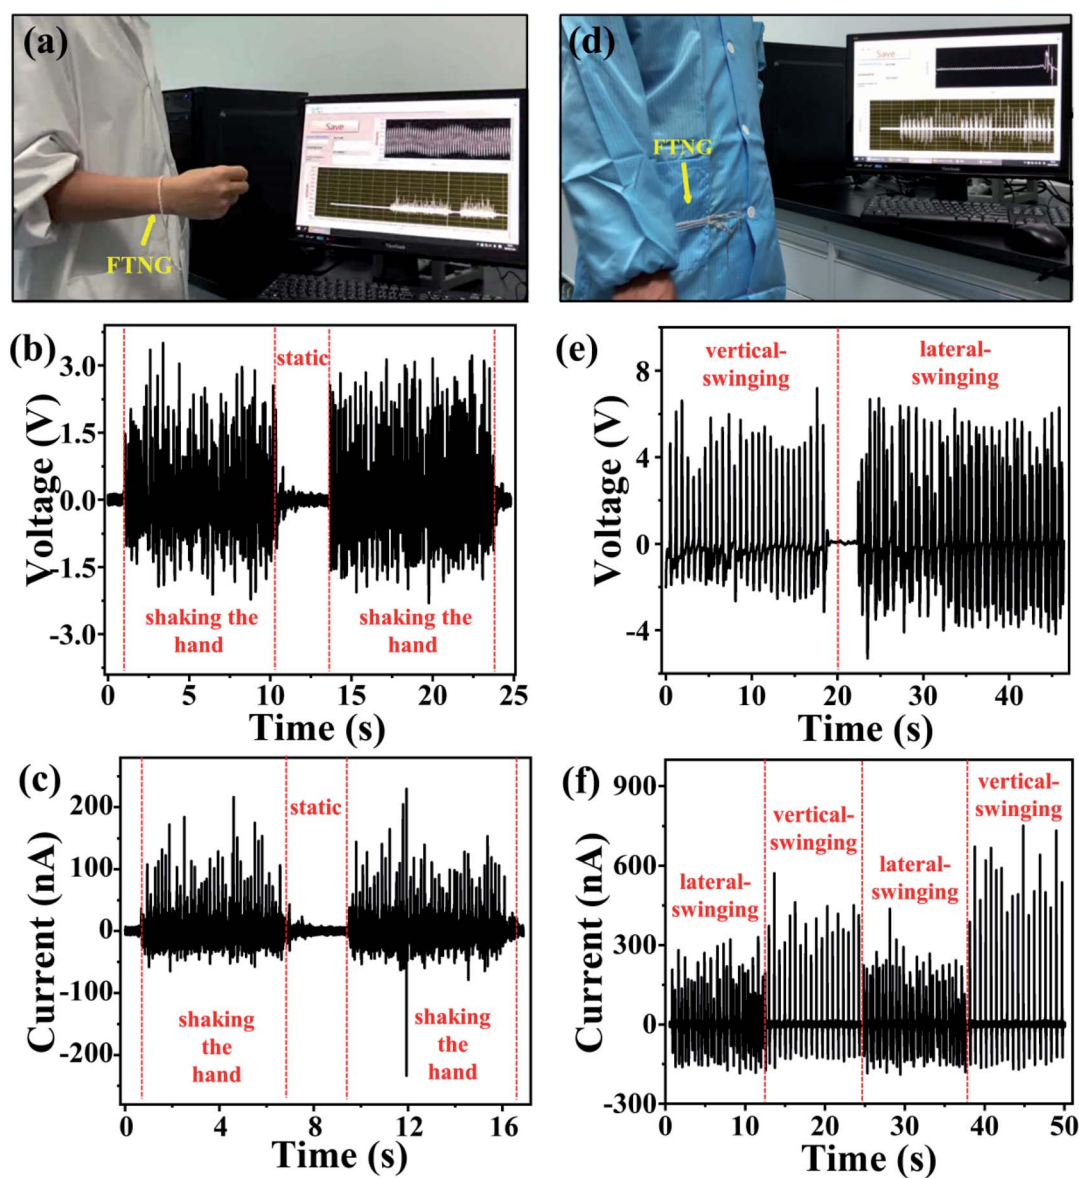 (a)
FTNG
Save
(d)
FTNG
Save
(b)
Voltage (V)
3.0
1.5
0.0
-1.5
-3.0
static
shaking the
hand
shaking the
hand
0 5 10 15 20 25
Time (s)
(e)
Voltage (V)
8
4
0
-4
vertical-
swinging
lateral-
swinging
0 10 20 30 40
Time (s)
(c)
Current (nA)
200
100
0
-100
-200
static
shaking
the
hand
shaking
the
hand
0 4 8 12 16
Time (s)
(f)
Current (nA)
900
600
300
0
-300
lateral-
swinging
vertical-
swinging
lateral-
swinging
vertical-
swinging
0 10 20 30 40 50
Time (s)